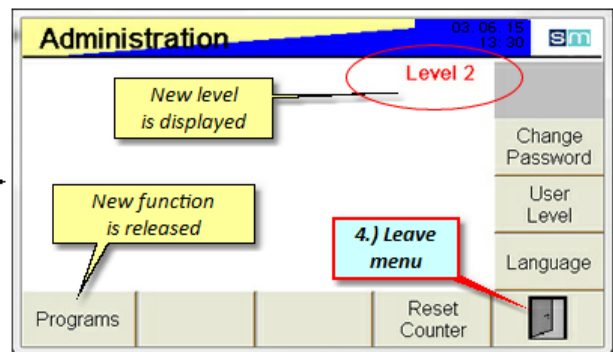 Administration
03. 06. 15
13: 30
sm
Level 2
New level
is displayed
Change
Password
New function
is released
User
Level
4.) Leave
menu
Language
Programs
Reset
Counter